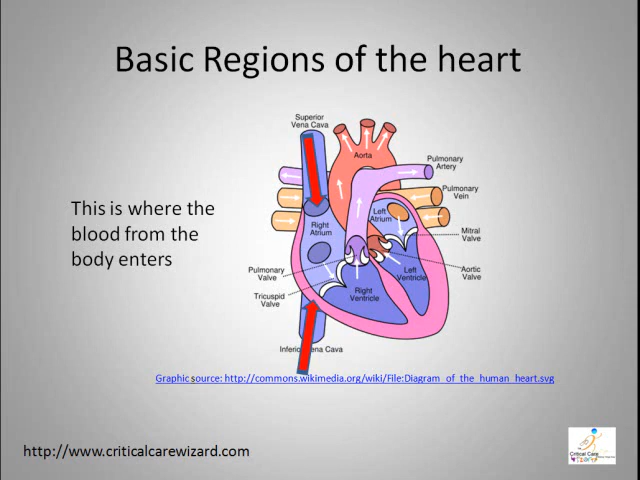 Basic Regions of the heart
Superior
Vena Cava
Aorta
Pulmonary
Artery
Pulmonary
Vein
Left
Atrium
Mitral
Valve
Right
Atrium
Pulmonary
Valve
Aortic
Valve
Left
Ventricle
Tricuspid
Valve
Right
Ventricle
Inferior Vena Cava
This is where the
blood from the
body enters
Graphic source: http://commons.wikimedia.org/wiki/File:Diagram_of_the_human_heart.svg
http://www.criticalcarewizard.com
Critical Care